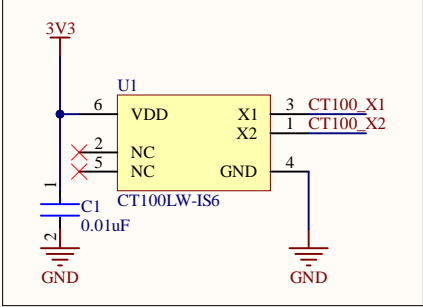 3V3
U1
6 VDD X1 3 CT100_X1
X2 1 CT100_X2
2 NC
5 NC GND 4
CT100LW-IS6
1
C1
0.01uF
2
GND GND